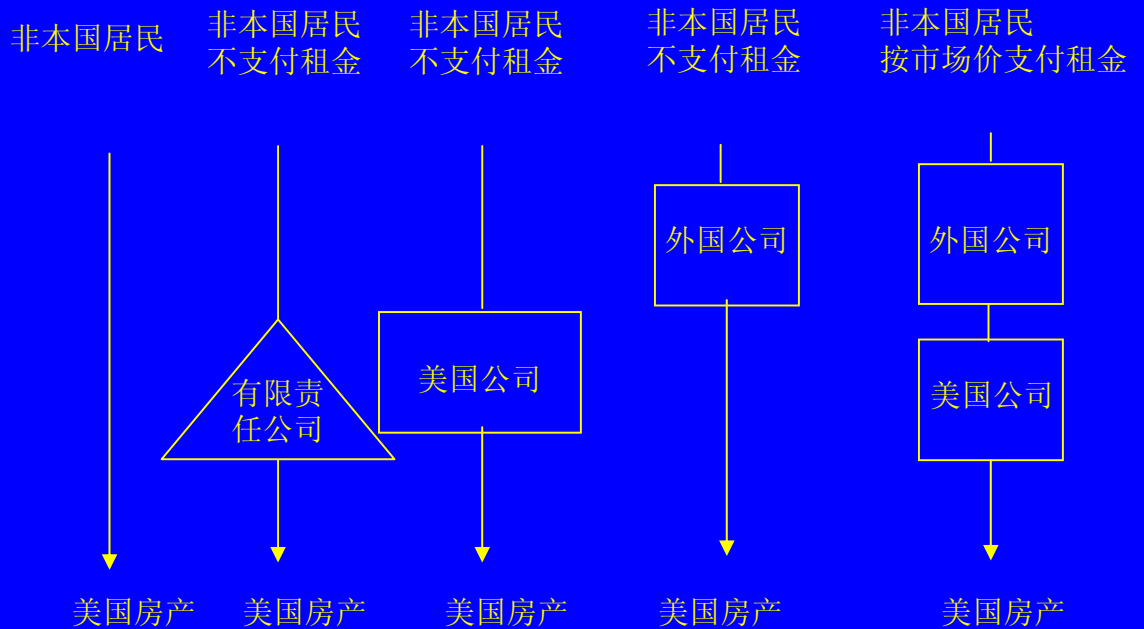 非本国居民
非本国居民
不支付租金
非本国居民
不支付租金
非本国居民
不支付租金
非本国居民
按市场价支付租金
有限责
任公司
美国公司
外国公司
外国公司
美国公司
美国房产
美国房产
美国房产
美国房产
美国房产